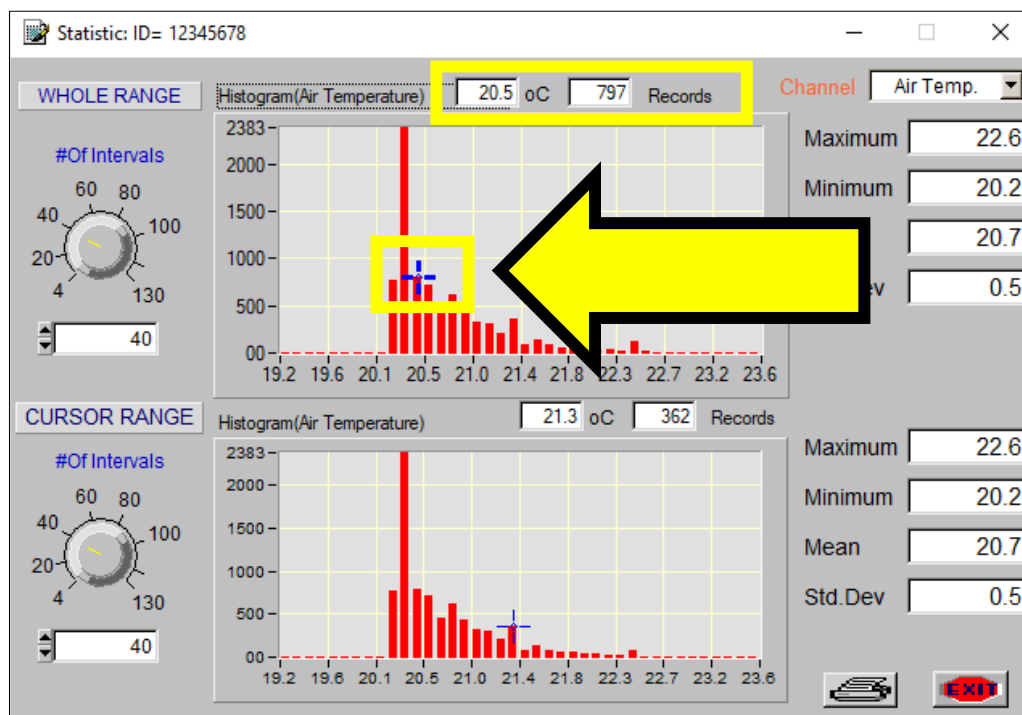 Statistic: ID= 12345678
WHOLE RANGE
Histogram(Air Temperature) 20.5 oC 797 Records
Channel Air Temp.
#Of Intervals
4 20 40 60 80 100 130
40
2383
2000
1500
1000
500
00
19.2 19.6 20.1 20.5 21.0 21.4 21.8 22.3 22.7 23.2 23.6
Maximum 22.6
Minimum 20.2
20.7
0.5
CURSOR RANGE
Histogram(Air Temperature) 21.3 oC 362 Records
#Of Intervals
4 20 40 60 80 100 130
40
2383
2000
1500
1000
500
00
19.2 19.6 20.1 20.5 21.0 21.4 21.8 22.3 22.7 23.2 23.6
Maximum 22.6
Minimum 20.2
Mean 20.7
Std.Dev 0.5
EXIT